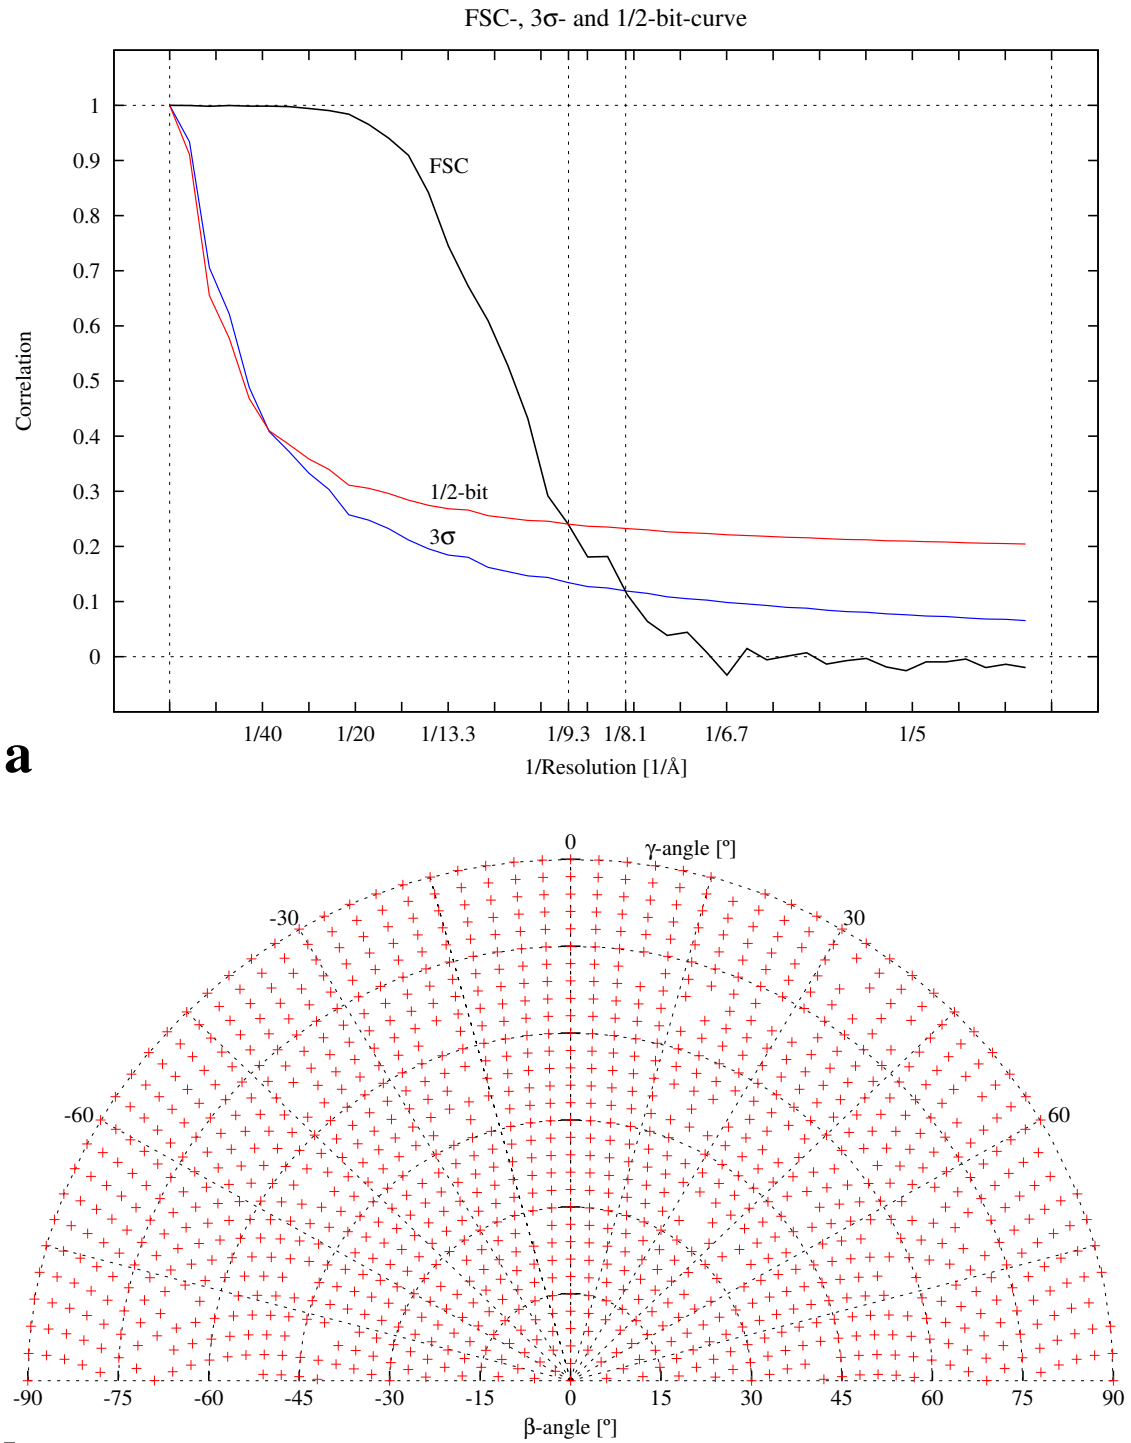 FSC-, 3σ- and 1/2-bit-curve
1
0.9
FSC
0.8
0.7
0.6
Correlation
0.5
0.4
0.3
1/2-bit
3σ
0.2
0.1
0
1/40 1/20 1/13.3 1/9.3 1/8.1 1/6.7 1/5
1/Resolution [1/Å]
a
0
γ-angle [º]
-30 30
-60 60
-90 -75 -60 -45 -30 -15 0 15 30 45 60 75 90
β-angle [º]